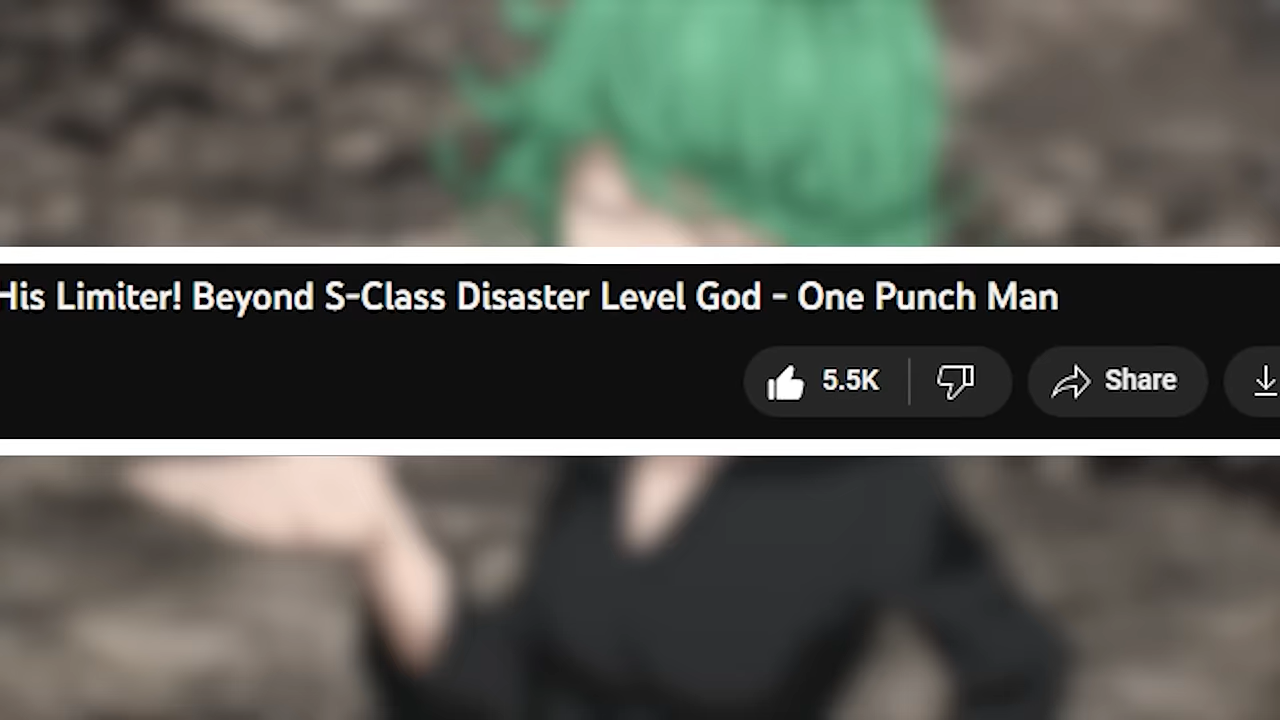 His Limiter! Beyond S-Class Disaster Level God - One Punch Man
5.5K Share